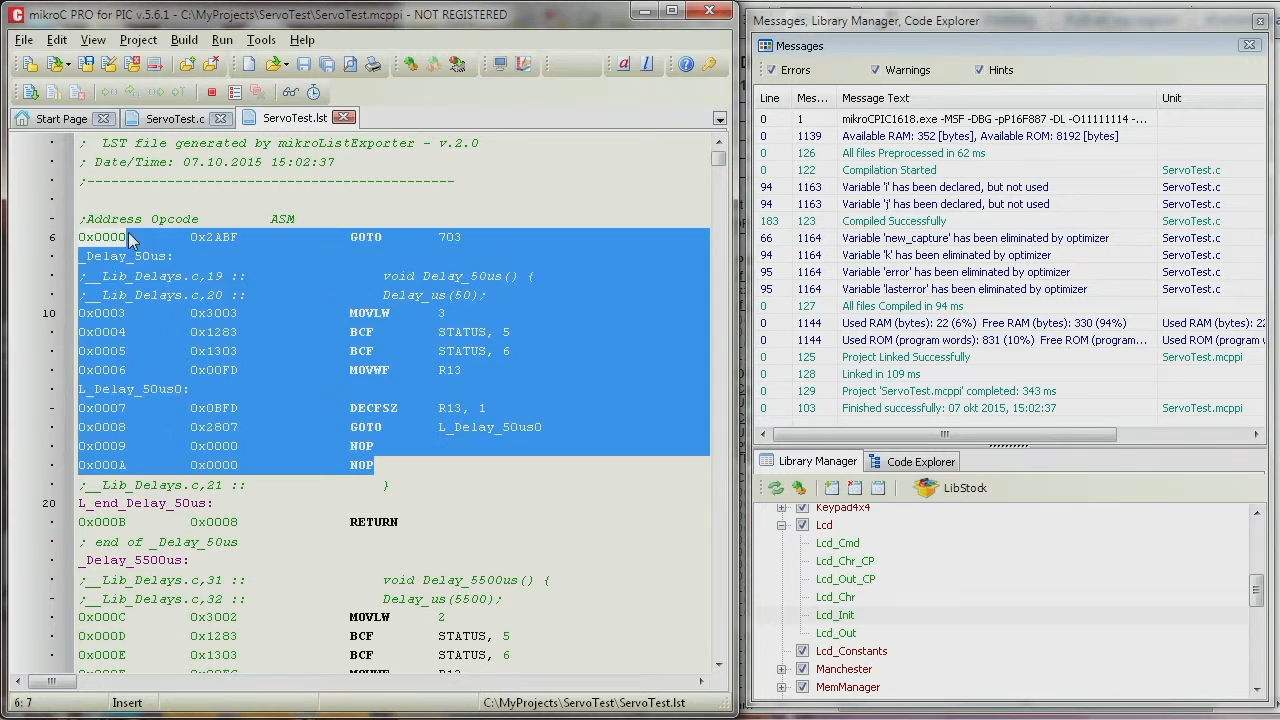 mikroC PRO for PIC v.5.6.1 - C:\MyProjects\ServoTest\ServoTest.mcppi - NOT REGISTERED
File Edit View Project Build Run Tools Help
Start Page ServoTest.c ServoTest.lst
; LST file generated by mikroListExporter - v.2.0
; Date/Time: 07.10.2015 15:02:37
;----------------------------------------------
;Address Opcode ASM
6 0x0000 0x2ABF GOTO 703
_Delay_50us:
;__Lib_Delays.c,19 :: void Delay_50us() {
;__Lib_Delays.c,20 :: Delay_us(50);
10 0x0003 0x3003 MOVLW 3
0x0004 0x1283 BCF STATUS, 5
0x0005 0x1303 BCF STATUS, 6
0x0006 0x00FD MOVWF R13
L_Delay_50us0:
0x0007 0x0BFD DECFSZ R13, 1
0x0008 0x2807 GOTO L_Delay_50us0
0x0009 0x0000 NOP
0x000A 0x0000 NOP
;__Lib_Delays.c,21 :: }
20 L_end_Delay_50us:
0x000B 0x0008 RETURN
; end of _Delay_50us
_Delay_5500us:
;__Lib_Delays.c,31 :: void Delay_5500us() {
;__Lib_Delays.c,32 :: Delay_us(5500);
0x000C 0x3002 MOVLW 2
0x000D 0x1283 BCF STATUS, 5
0x000E 0x1303 BCF STATUS, 6
6: 7 Insert C:\MyProjects\ServoTest\ServoTest.lst
Messages, Library Manager, Code Explorer
Messages
Errors Warnings Hints
Line Mes... Message Text Unit
0 1 mikroCPIC1618.exe -MSF -DBG -pP16F887 -DL -O11111114 -...
0 1139 Available RAM: 352 [bytes], Available ROM: 8192 [bytes]
0 126 All files Preprocessed in 62 ms
0 122 Compilation Started ServoTest.c
94 1163 Variable 'i' has been declared, but not used ServoTest.c
94 1163 Variable 'j' has been declared, but not used ServoTest.c
183 123 Compiled Successfully ServoTest.c
66 1164 Variable 'new_capture' has been eliminated by optimizer ServoTest.c
94 1164 Variable 'k' has been eliminated by optimizer ServoTest.c
95 1164 Variable 'error' has been eliminated by optimizer ServoTest.c
95 1164 Variable 'lasterror' has been eliminated by optimizer ServoTest.c
0 127 All files Compiled in 94 ms
0 1144 Used RAM (bytes): 22 (6%) Free RAM (bytes): 330 (94%) Used RAM (bytes): 22
0 1144 Used ROM (program words): 831 (10%) Free ROM (program... Used ROM (program w
0 125 Project Linked Successfully ServoTest.mcppi
0 128 Linked in 109 ms
0 129 Project 'ServoTest.mcppi' completed: 343 ms
0 103 Finished successfully: 07 okt 2015, 15:02:37 ServoTest.mcppi
Library Manager Code Explorer
LibStock
Keypad4x4
Lcd
Lcd_Cmd
Lcd_Chr_CP
Lcd_Out_CP
Lcd_Chr
Lcd_Init
Lcd_Out
Lcd_Constants
Manchester
MemManager